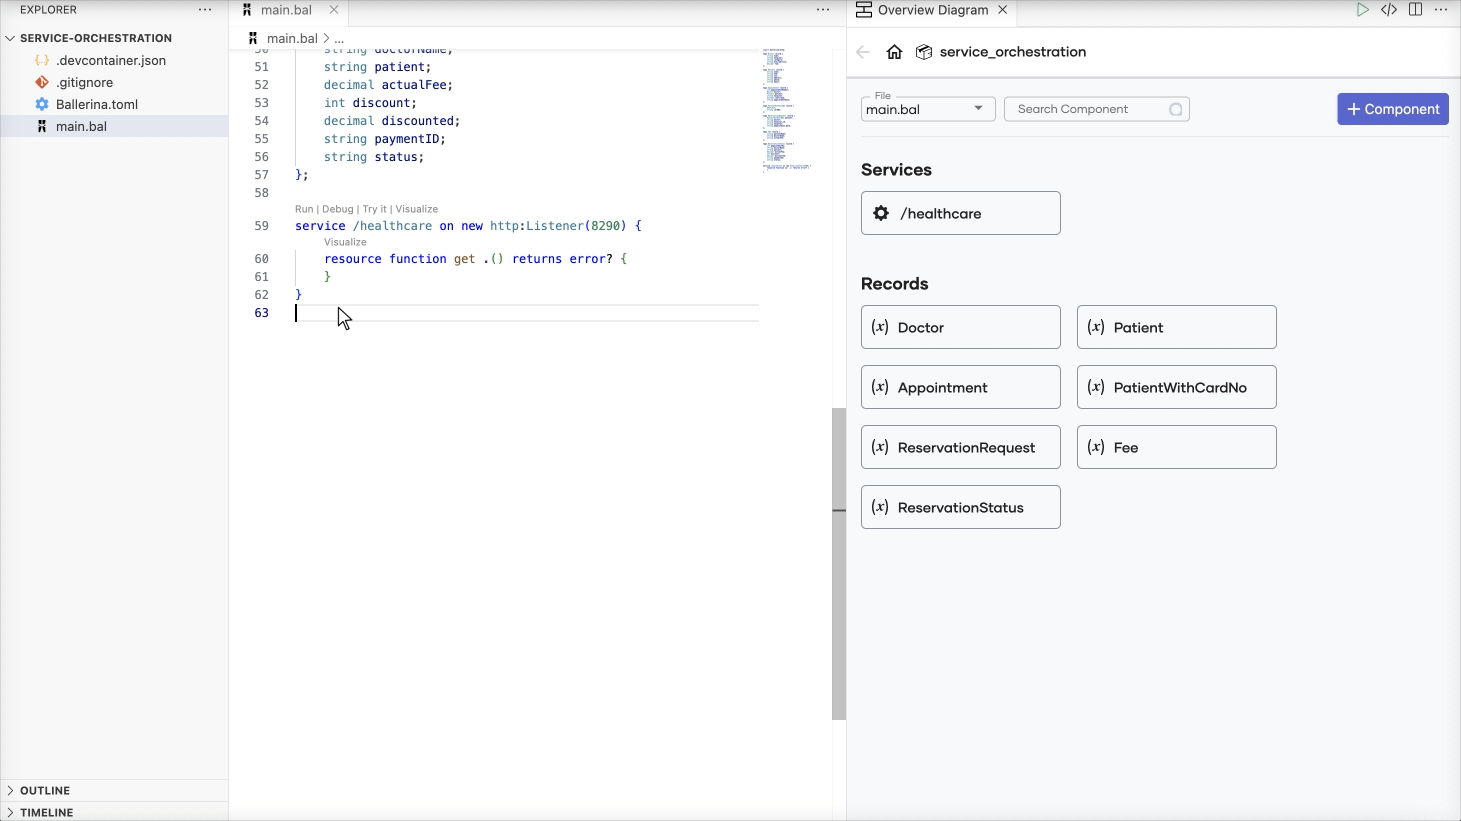 EXPLORER
SERVICE-ORCHESTRATION
.devcontainer.json
.gitignore
Ballerina.toml
main.bal
OUTLINE
TIMELINE
main.bal
main.bal > ...
50 string doctorName;
51 string patient;
52 decimal actualFee;
53 int discount;
54 decimal discounted;
55 string paymentID;
56 string status;
57 };
58
Run | Debug | Try it | Visualize
59 service /healthcare on new http:Listener(8290) {
Visualize
60 resource function get .() returns error? {
61 }
62 }
63
Overview Diagram
service_orchestration
File
main.bal
Search Component
+ Component
Services
/healthcare
Records
(x) Doctor
(x) Patient
(x) Appointment
(x) PatientWithCardNo
(x) ReservationRequest
(x) Fee
(x) ReservationStatus